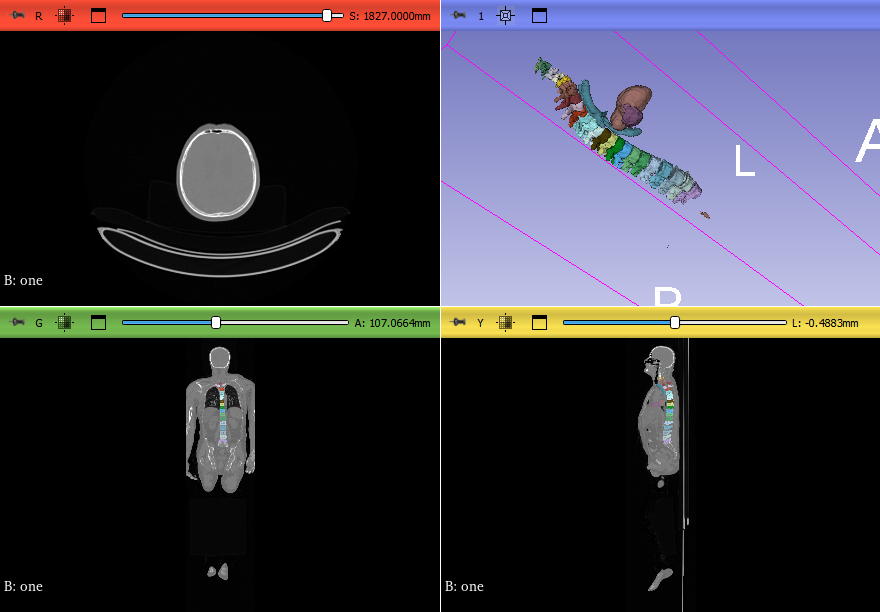 R S: 1827.0000mm
1
B: one
L
A
R
G A: 107.0664mm
Y L: -0.4883mm
B: one
B: one